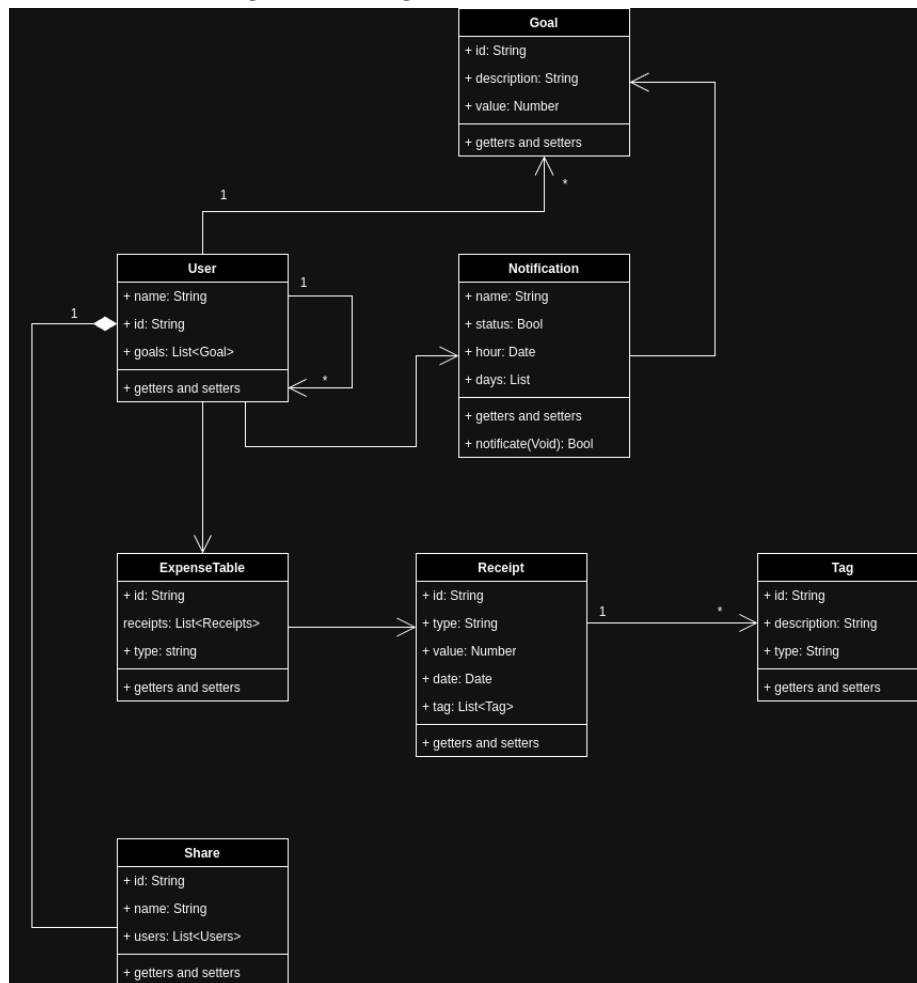 Goal
+ id: String
+ description: String
+ value: Number
+ getters and setters
1
*
User
+ name: String
+ id: String
+ goals: List<Goal>
+ getters and setters
1
*
1
Notification
+ name: String
+ status: Bool
+ hour: Date
+ days: List
+ getters and setters
+ notificate(Void): Bool
ExpenseTable
+ id: String
receipts: List<Receipts>
+ type: string
+ getters and setters
Receipt
+ id: String
+ type: String
+ value: Number
+ date: Date
+ tag: List<Tag>
+ getters and setters
1
*
Tag
+ id: String
+ description: String
+ type: String
+ getters and setters
Share
+ id: String
+ name: String
+ users: List<Users>
+ getters and setters